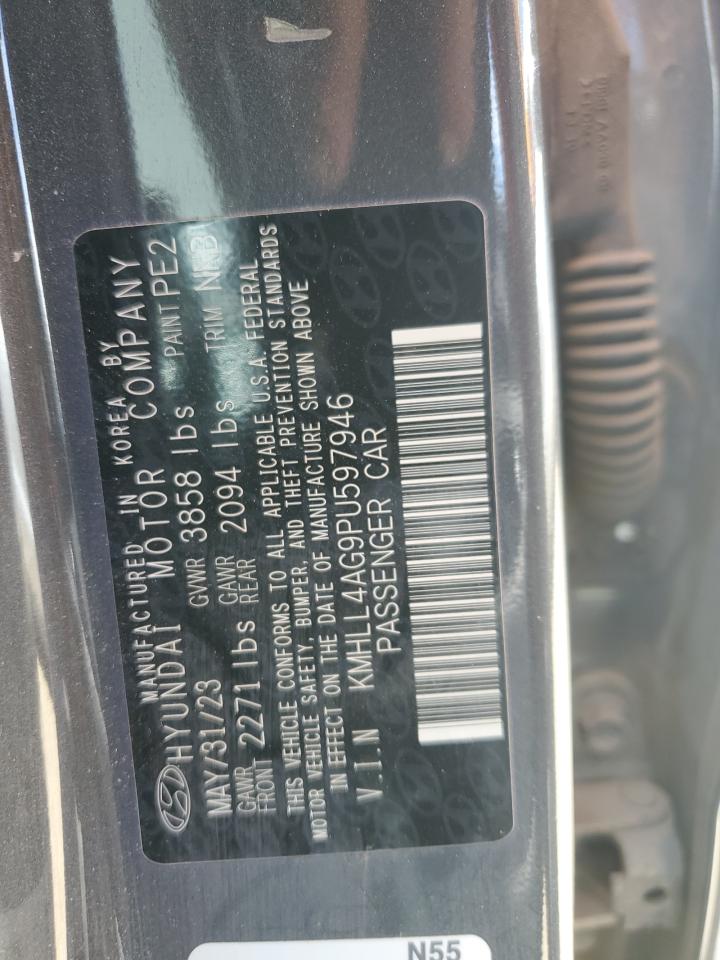 MANUFACTURED IN KOREA BY
HYUNDAI MOTOR COMPANY
MAY/31/23 GVWR 3858 lbs PAINT PE2
GAWR FRONT 2271 lbs GAWR REAR 2094 lbs TRIM NNB
THIS VEHICLE CONFORMS TO ALL APPLICABLE U.S.A. FEDERAL
MOTOR VEHICLE SAFETY, BUMPER, AND THEFT PREVENTION STANDARDS
IN EFFECT ON THE DATE OF MANUFACTURE SHOWN ABOVE
V.I.N KMHLL4AG9PU597946
PASSENGER CAR
N55